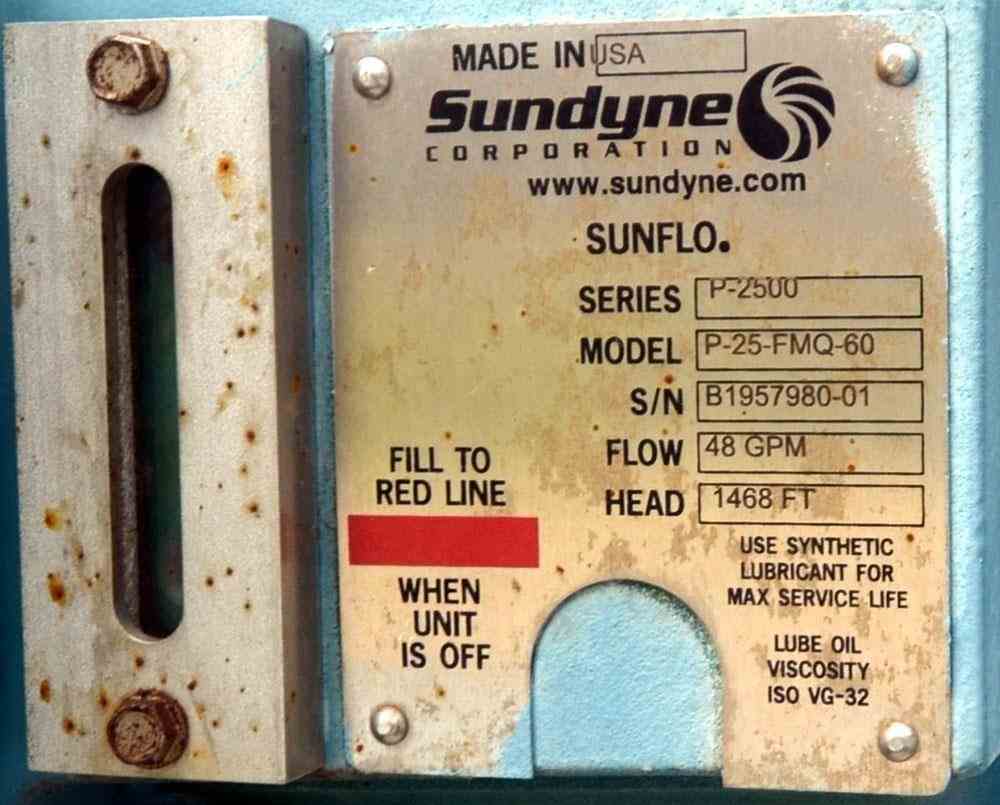 MADE IN USA
Sundyne
CORPORATION
www.sundyne.com
SUNFLO.
SERIES P-2500
MODEL P-25-FMQ-60
S/N B1957980-01
FLOW 48 GPM
HEAD 1468 FT
FILL TO
RED LINE
WHEN
UNIT
IS OFF
USE SYNTHETIC
LUBRICANT FOR
MAX SERVICE LIFE
LUBE OIL
VISCOSITY
ISO VG-32